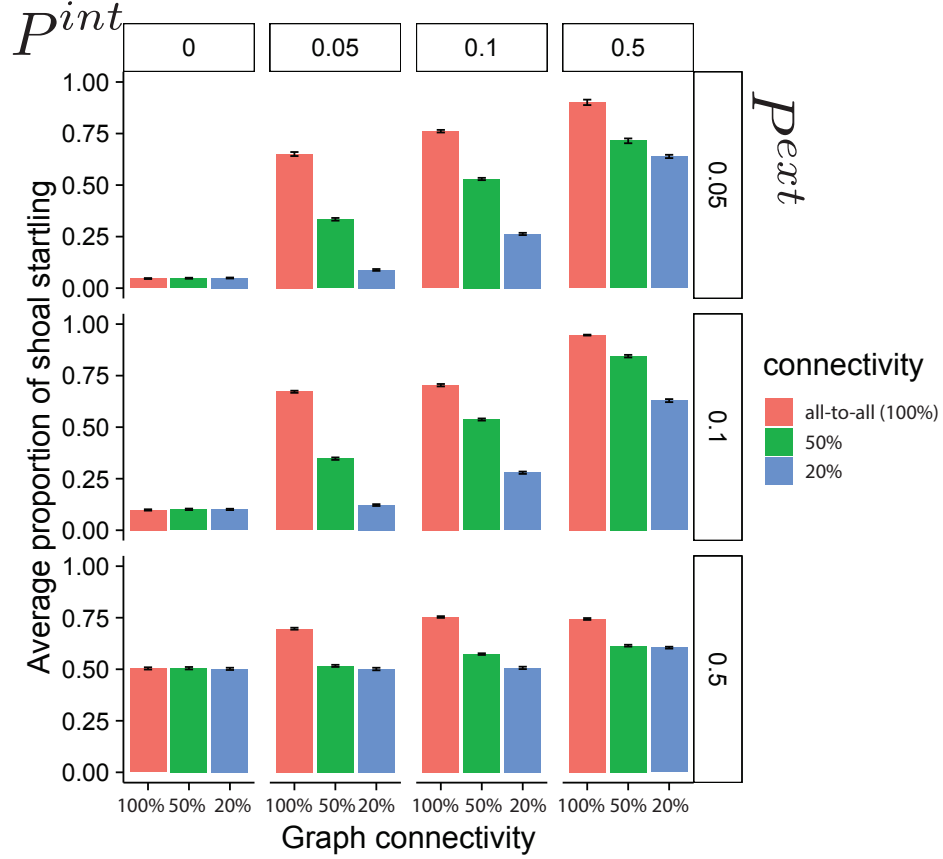 P^int
0 0.05 0.1 0.5
P^ext
Average proportion of shoal startling
1.00
0.75
0.50
0.25
0.00
0.05
1.00
0.75
0.50
0.25
0.00
0.1
1.00
0.75
0.50
0.25
0.00
0.5
100% 50% 20% 100% 50% 20% 100% 50% 20% 100% 50% 20%
Graph connectivity
connectivity
all-to-all (100%)
50%
20%